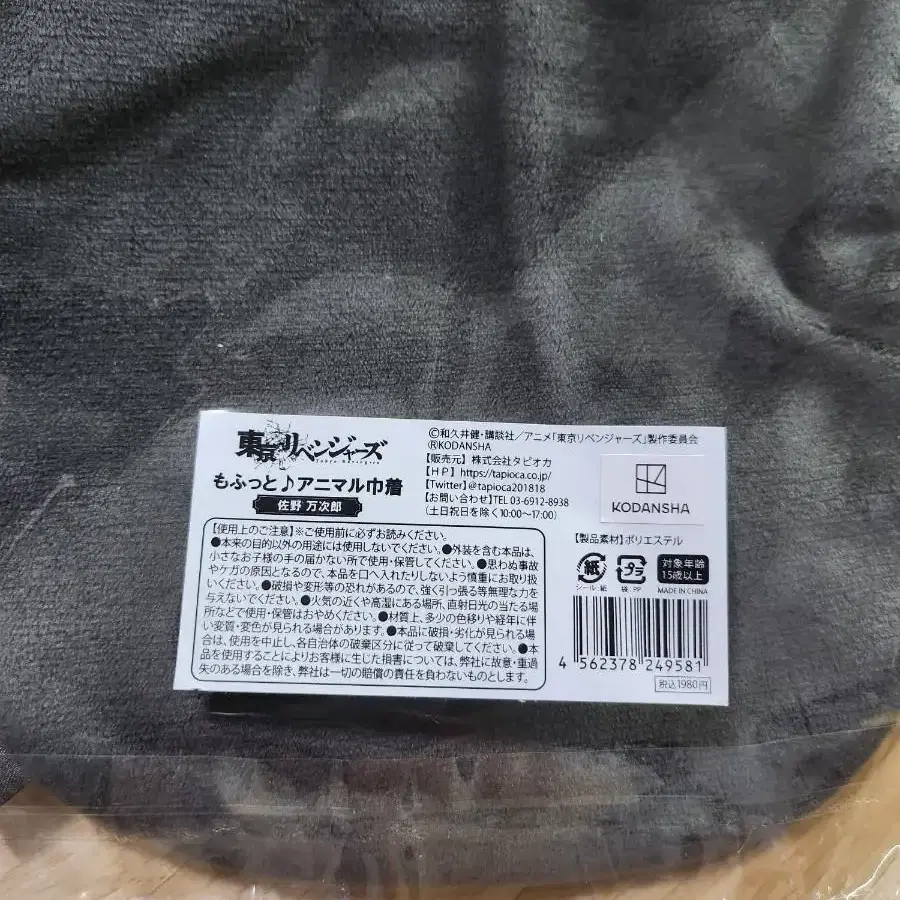 東京リベンジャーズ
Tokyo Revengers
もふっと♪アニマル巾着
佐野 万次郎
©和久井健・講談社／アニメ「東京リベンジャーズ」製作委員会
ⓇKODANSHA
【販売元】株式会社タピオカ
【ＨＰ】https://tapioca.co.jp/
【Twitter】@tapioca201818
【お問い合わせ】TEL 03-6912-8938
（土日祝日を除く10:00〜17:00）
KODANSHA
【使用上のご注意】※ご使用前に必ずお読みください。
●本来の目的以外の用途には使用しないでください。●外装を含む本品は、
小さなお子様の手の届かない所で使用・保管してください。●思わぬ事故
やケガの原因となるので、本品を口へ入れたりしないよう慎重にお取り扱
いください。●破損や変形等の恐れがあるので、強く引っ張る等無理な力を
与えないでください。●火気の近くや高湿にある場所、直射日光の当たる場
所などで使用・保管はおやめください。●材質上、多少の色移りや経年に伴
い変質・変色が見られる場合があります。●本品に破損・劣化が見られる場
合は、使用を中止し、各自治体の破棄区分に従って破棄してください。●本
品を使用することによりお客様に生じた損害については、弊社に故意・重過
失のある場合を除き、弊社は一切の賠償の責任を負わないものとします。
【製品素材】ポリエステル
紙
シール：紙
プラ
袋：PP
対象年齢
15歳以上
MADE IN CHINA
4 562378 249581
税込1980円